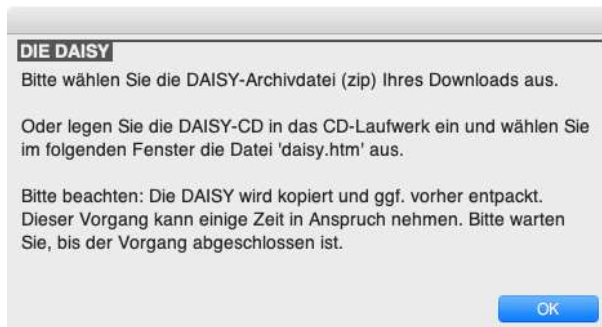 DIE DAISY
Bitte wählen Sie die DAISY-Archivdatei (zip) Ihres Downloads aus.
Oder legen Sie die DAISY-CD in das CD-Laufwerk ein und wählen Sie
im folgenden Fenster die Datei 'daisy.htm' aus.
Bitte beachten: Die DAISY wird kopiert und ggf. vorher entpackt.
Dieser Vorgang kann einige Zeit in Anspruch nehmen. Bitte warten
Sie, bis der Vorgang abgeschlossen ist.
OK